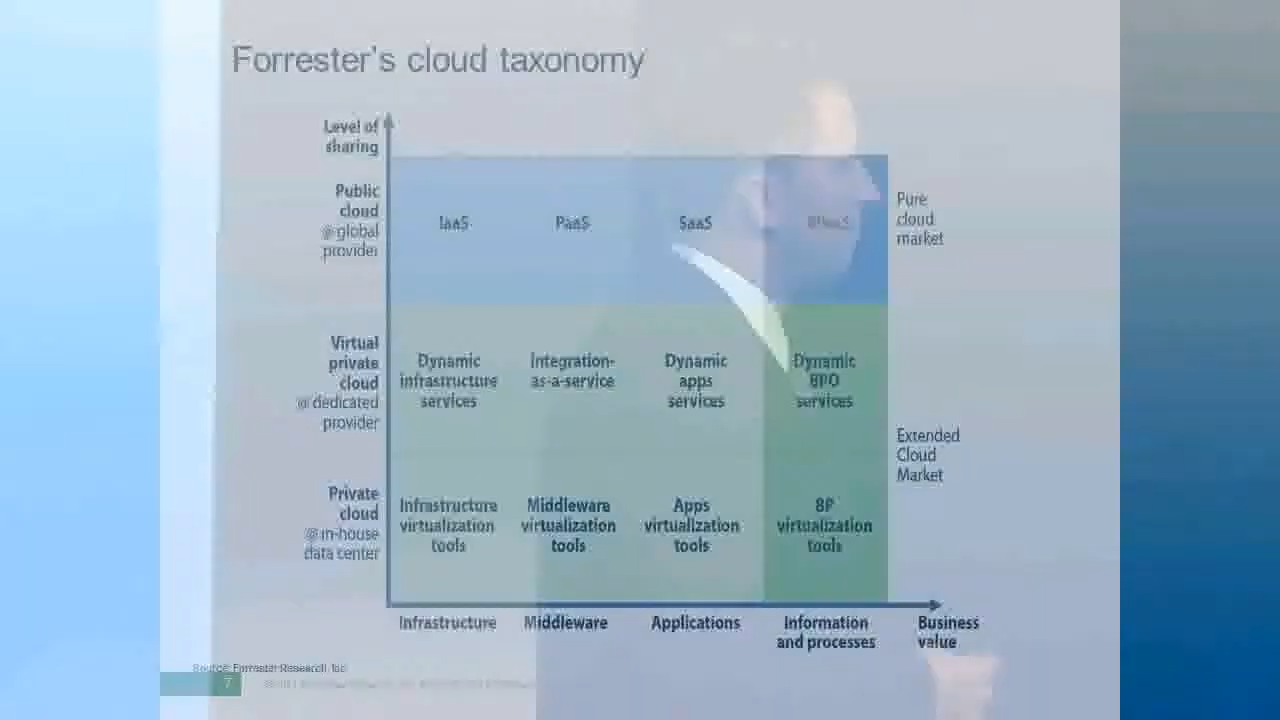 Forrester's cloud taxonomy
Level of
sharing
Public
cloud
@ global
provider
IaaS
PaaS
SaaS
Pure
cloud
market
Virtual
private
cloud
@ dedicated
provider
Dynamic
infrastructure
services
Integration-
as-a-service
Dynamic
apps
services
Dynamic
BPO
services
Extended
Cloud
Market
Private
cloud
@ in-house
data center
Infrastructure
virtualization
tools
Middleware
virtualization
tools
Apps
virtualization
tools
BP
virtualization
tools
Infrastructure
Middleware
Applications
Information
and processes
Business
value
Source: Forrester Research, Inc.
7